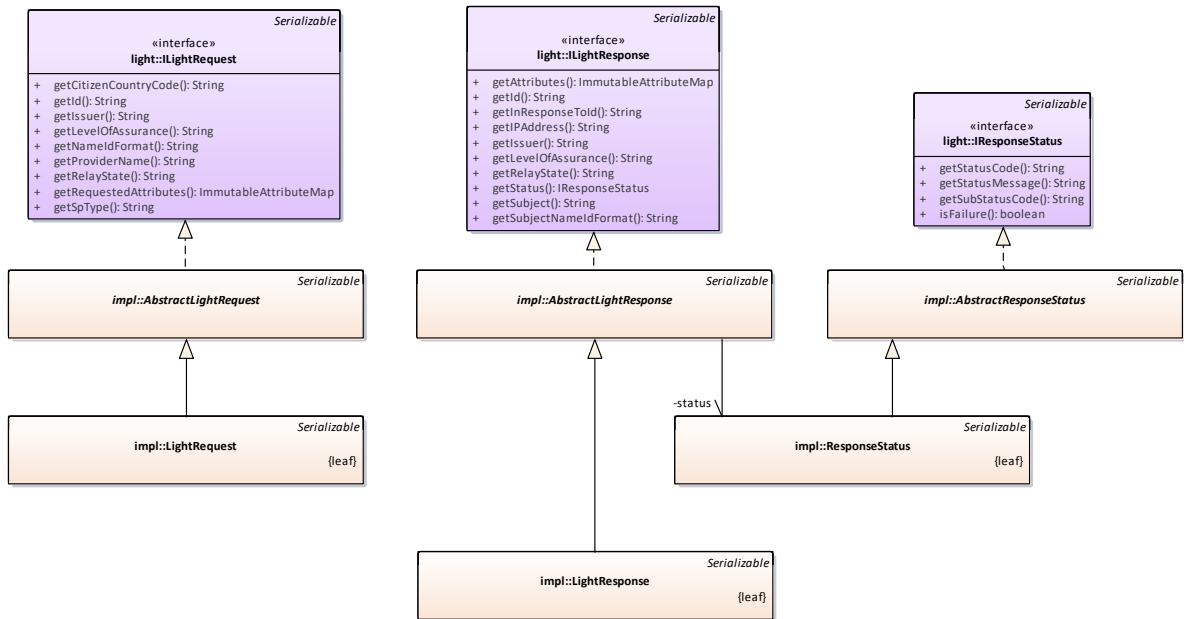 Serializable
«interface»
light::ILightRequest
+ getCitizenCountryCode(): String
+ getId(): String
+ getIssuer(): String
+ getLevelOfAssurance(): String
+ getNameIdFormat(): String
+ getProviderName(): String
+ getRelayState(): String
+ getRequestedAttributes(): ImmutableAttributeMap
+ getSpType(): String
Serializable
«interface»
light::ILightResponse
+ getAttributes(): ImmutableAttributeMap
+ getId(): String
+ getInResponseToId(): String
+ getIPAddress(): String
+ getIssuer(): String
+ getLevelOfAssurance(): String
+ getRelayState(): String
+ getStatus(): IResponseStatus
+ getSubject(): String
+ getSubjectNameIdFormat(): String
Serializable
«interface»
light::IResponseStatus
+ getStatusCode(): String
+ getStatusMessage(): String
+ getSubStatusCode(): String
+ isFailure(): boolean
Serializable
impl::AbstractLightRequest
Serializable
impl::AbstractLightResponse
Serializable
impl::AbstractResponseStatus
-status
Serializable
impl::LightRequest
{leaf}
Serializable
impl::ResponseStatus
{leaf}
Serializable
impl::LightResponse
{leaf}